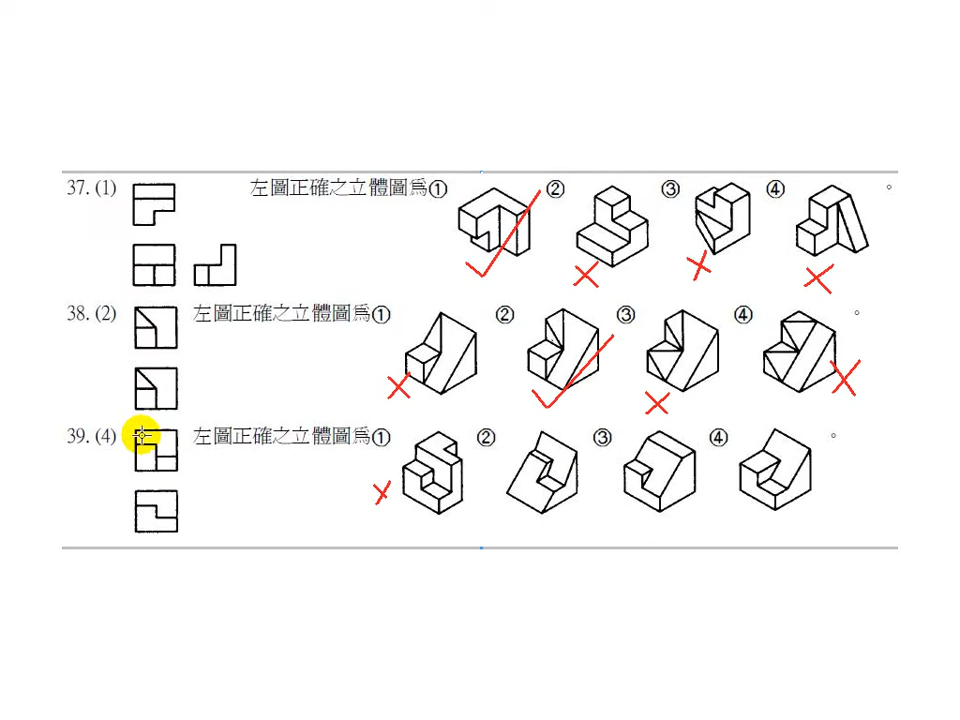 37. (1) 左圖正確之立體圖爲① ② ③ ④ 。
38. (2) 左圖正確之立體圖爲① ② ③ ④ 。
39. (4) 左圖正確之立體圖爲① ② ③ ④ 。